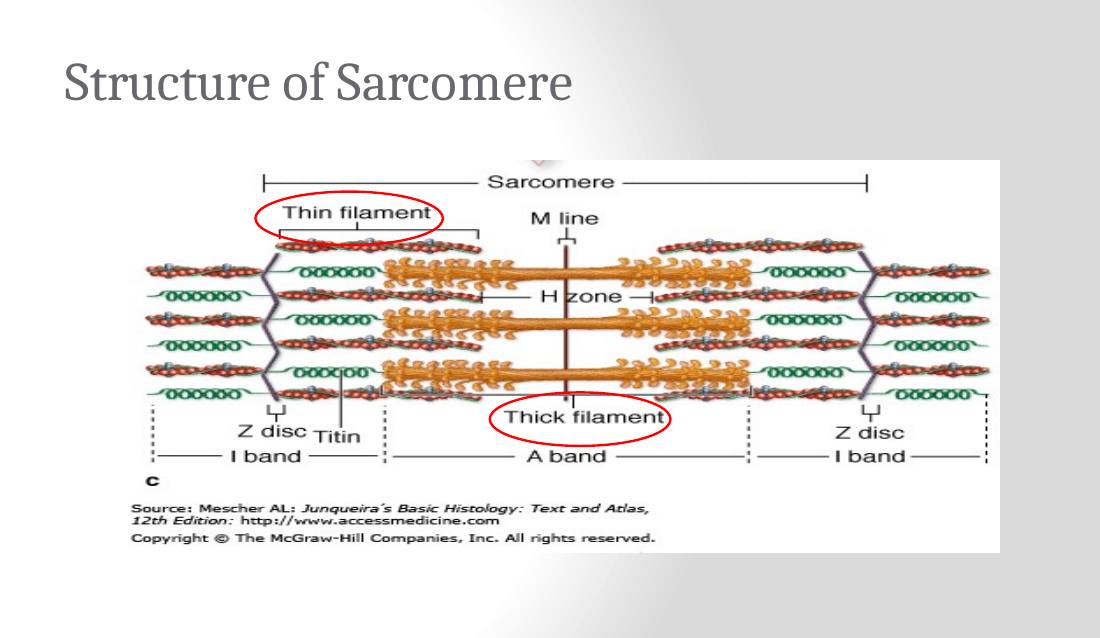 Structure of Sarcomere
Sarcomere
Thin filament
M line
H zone
Thick filament
Z disc
Titin
Z disc
I band
A band
I band
c
Source: Mescher AL: Junqueira's Basic Histology: Text and Atlas,
12th Edition: http://www.accessmedicine.com
Copyright © The McGraw-Hill Companies, Inc. All rights reserved.